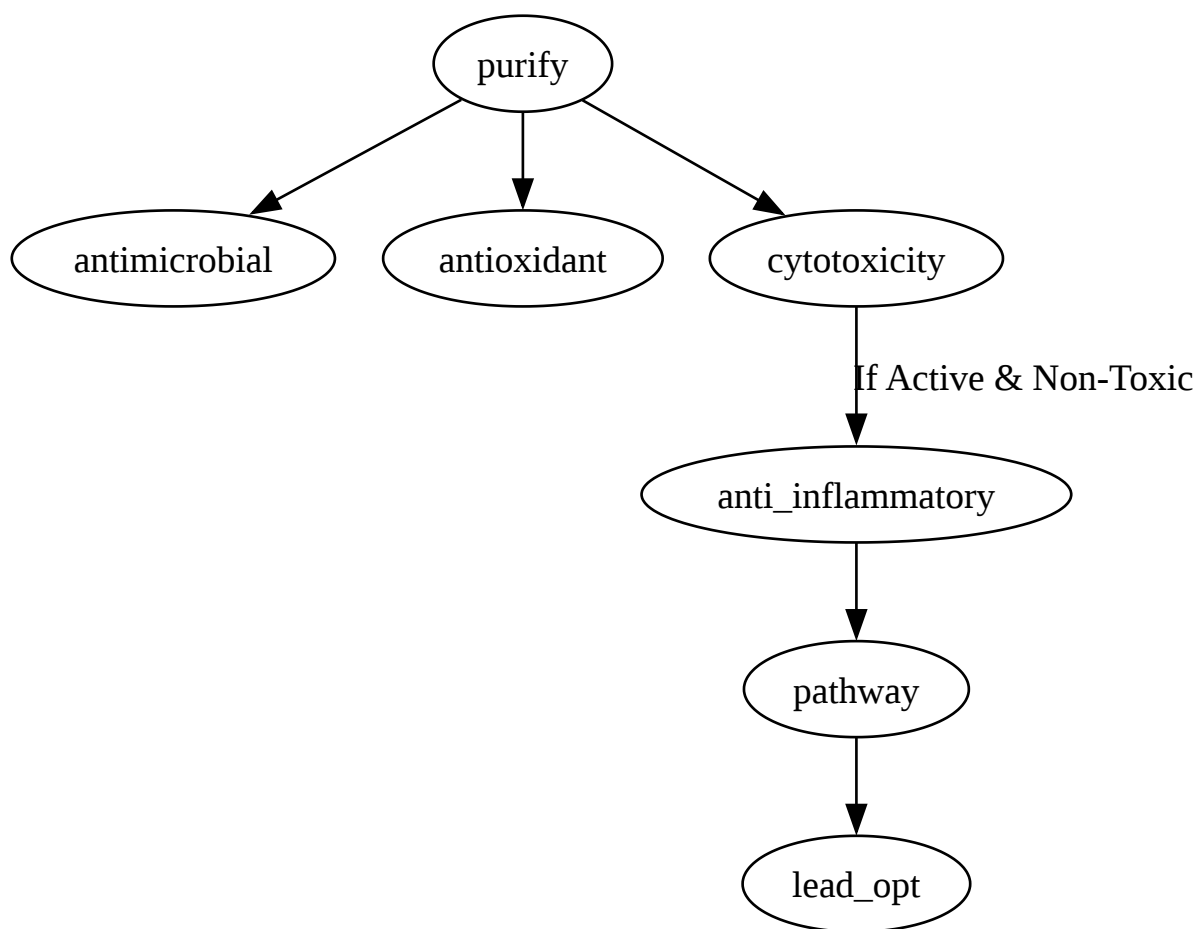 purify
antimicrobial
antioxidant
cytotoxicity
If Active & Non-Toxic
anti_inflammatory
pathway
lead_opt